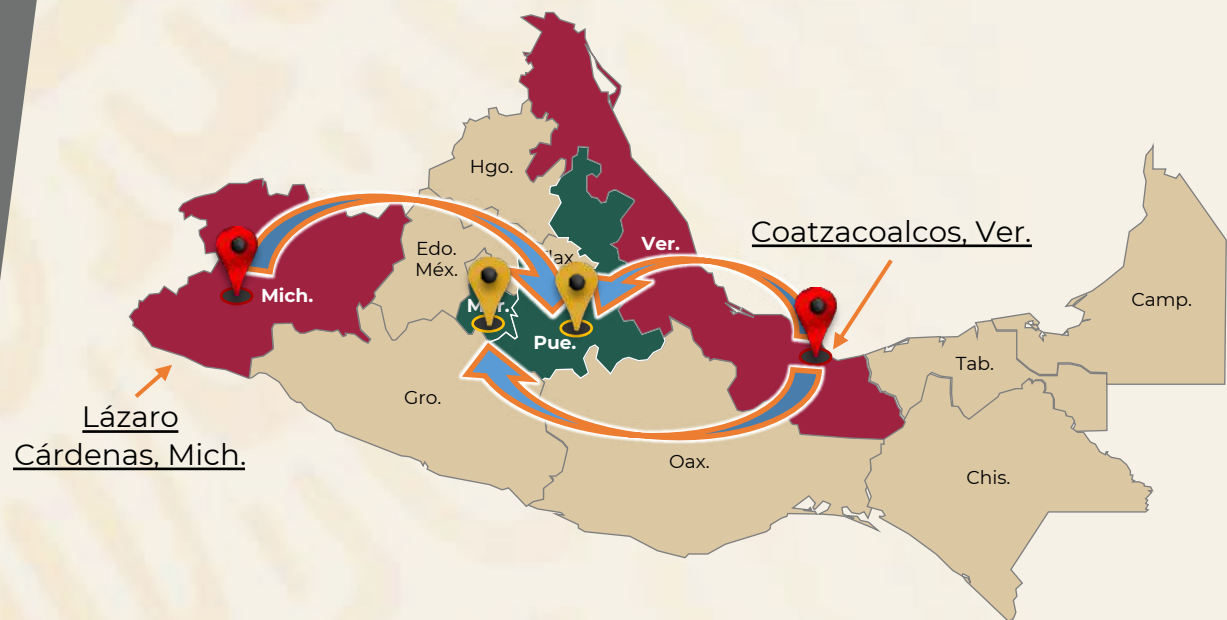 Hgo.
Edo.
Méx.
Ver.
Coatzacoalcos, Ver.
Mich.
Camp.
Pue.
Tab.
Gro.
Lázaro
Cárdenas, Mich.
Oax.
Chis.